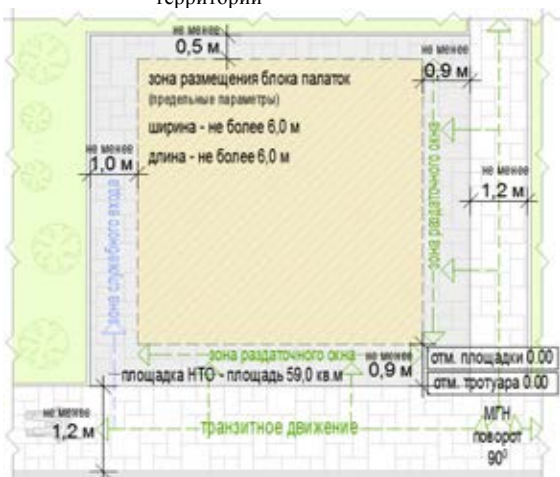 территории
не менее
0,5 м
не менее
0,9 м
зона размещения блока палаток
(предельные параметры)
ширина - не более 6,0 м
длина - не более 6,0 м
не менее
1,0 м
не менее
1,2 м
зона служебного входа
зона раздаточного окна
зона раздаточного окна
не менее
0,9 м
площадка НТО - площадь 59,0 кв.м
отм. площадки 0.00
отм. тротуара 0.00
не менее
1,2 м
транзитное движение
МГН
поворот
90⁰